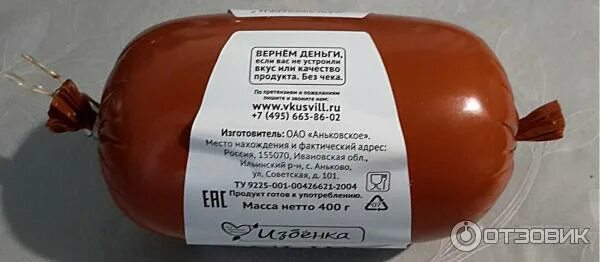 ВЕРНЁМ ДЕНЬГИ,
если вас не устроили
вкус или качество
продукта. Без чека.
По претензиям и пожеланиям
пишите и звоните нам:
www.vkusvill.ru
+7 (495) 663-86-02
Изготовитель: ОАО «Аньковское».
Место нахождения и фактический адрес:
Россия, 155070, Ивановская обл.,
Ильинский р-н, с. Аньково,
ул. Советская, д. 101.
ТУ 9225-001-00426621-2004
Продукт готов к употреблению.
ЕАС
Масса нетто 400 г
07
Избёнка
ОТЗОВИК